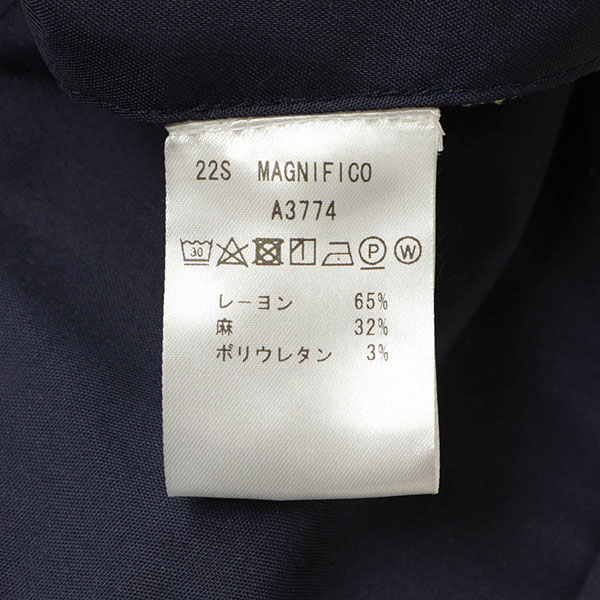 22S MAGNIFICO
A3774
30 P W
レーヨン 65%
麻 32%
ポリウレタン 3%